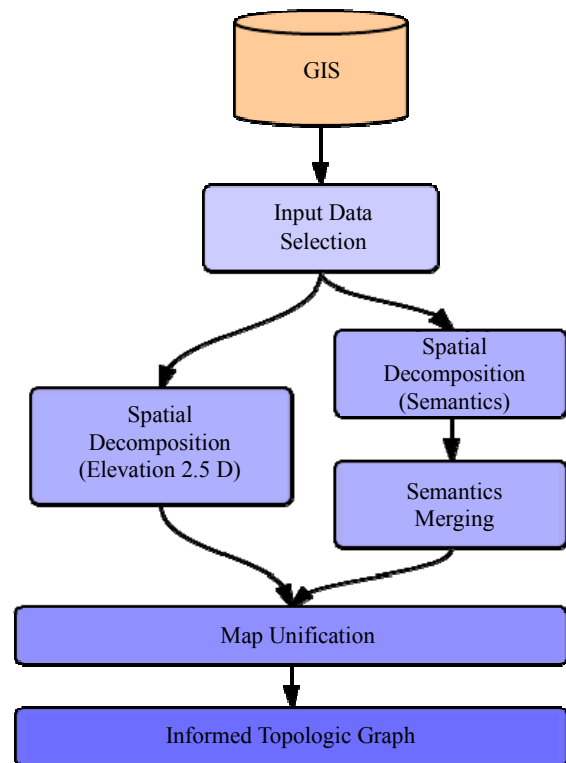 GIS
Input Data
Selection
Spatial
Decomposition
(Semantics)
Spatial
Decomposition
(Elevation 2.5 D)
Semantics
Merging
Map Unification
Informed Topologic Graph